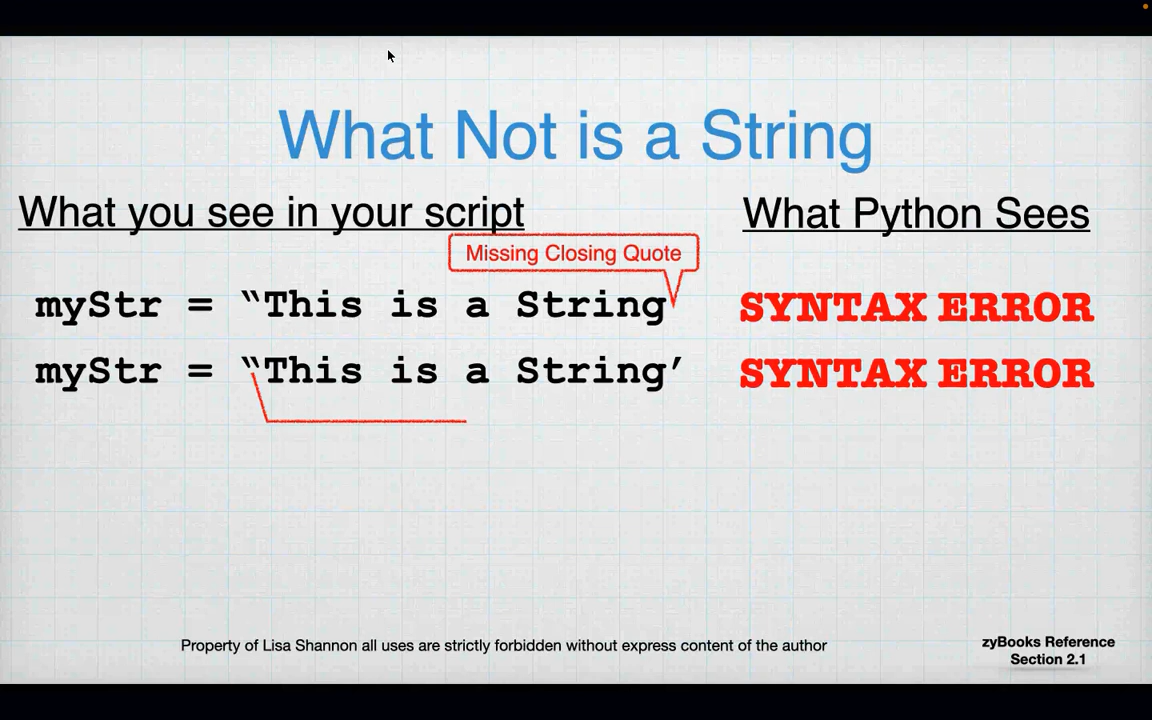 What Not is a String
What you see in your script
What Python Sees
Missing Closing Quote
myStr = “This is a String
SYNTAX ERROR
myStr = “This is a String’
SYNTAX ERROR
Property of Lisa Shannon all uses are strictly forbidden without express content of the author
zyBooks Reference
Section 2.1